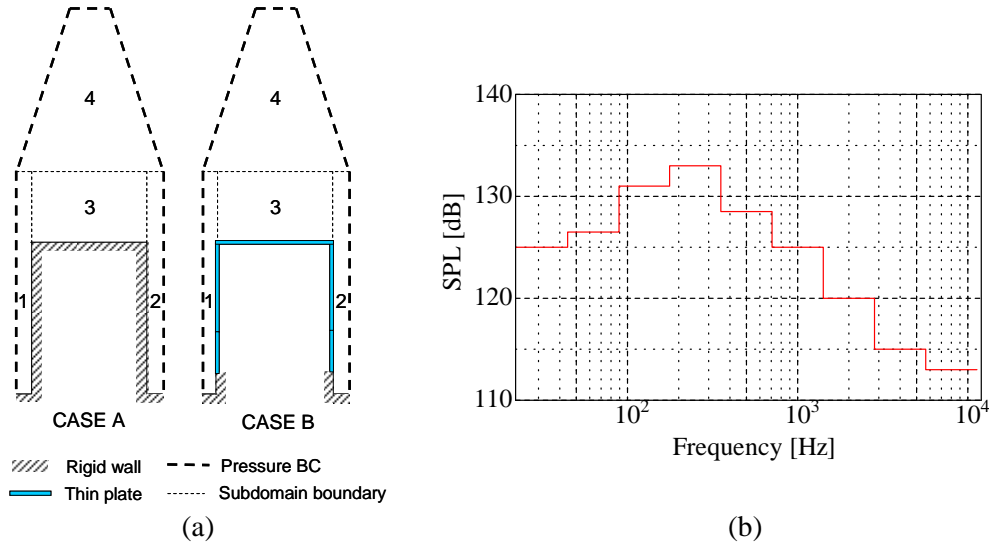 4
3
1
2
CASE A
4
3
1
2
CASE B
Rigid wall
Pressure BC
Thin plate
Subdomain boundary
(a)
140
130
120
110
SPL [dB]
10^2
10^3
10^4
Frequency [Hz]
(b)